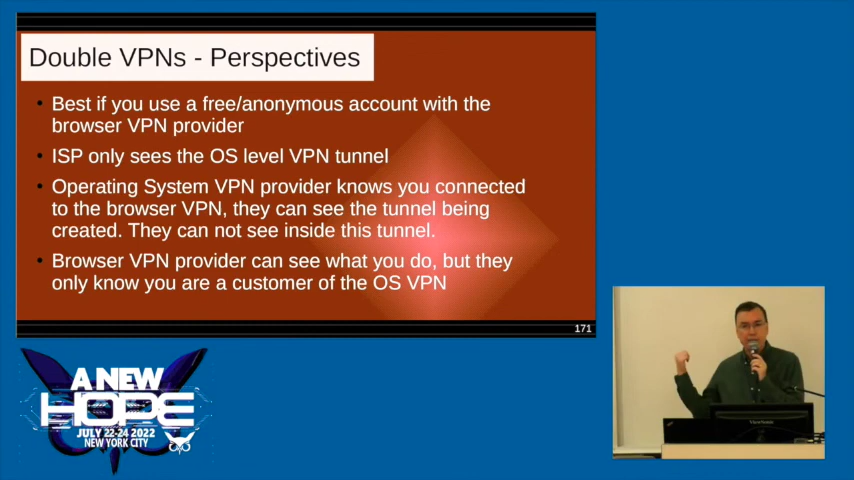 Double VPNs - Perspectives
• Best if you use a free/anonymous account with the
browser VPN provider
• ISP only sees the OS level VPN tunnel
• Operating System VPN provider knows you connected
to the browser VPN, they can see the tunnel being
created. They can not see inside this tunnel.
• Browser VPN provider can see what you do, but they
only know you are a customer of the OS VPN
171
A NEW
HOPE
JULY 22-24 2022
NEW YORK CITY
ViewSonic